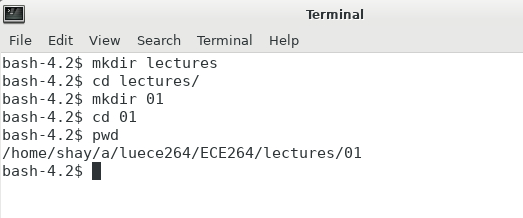 Terminal
File Edit View Search Terminal Help
bash-4.2$ mkdir lectures
bash-4.2$ cd lectures/
bash-4.2$ mkdir 01
bash-4.2$ cd 01
bash-4.2$ pwd
/home/shay/a/luece264/ECE264/lectures/01
bash-4.2$